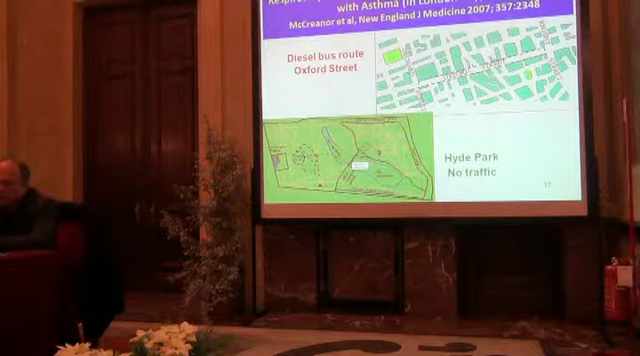 with Asthma (in London
McCreanor et al, New England J Medicine 2007; 357:2348
Diesel bus route
Oxford Street
Hyde Park
No traffic
15